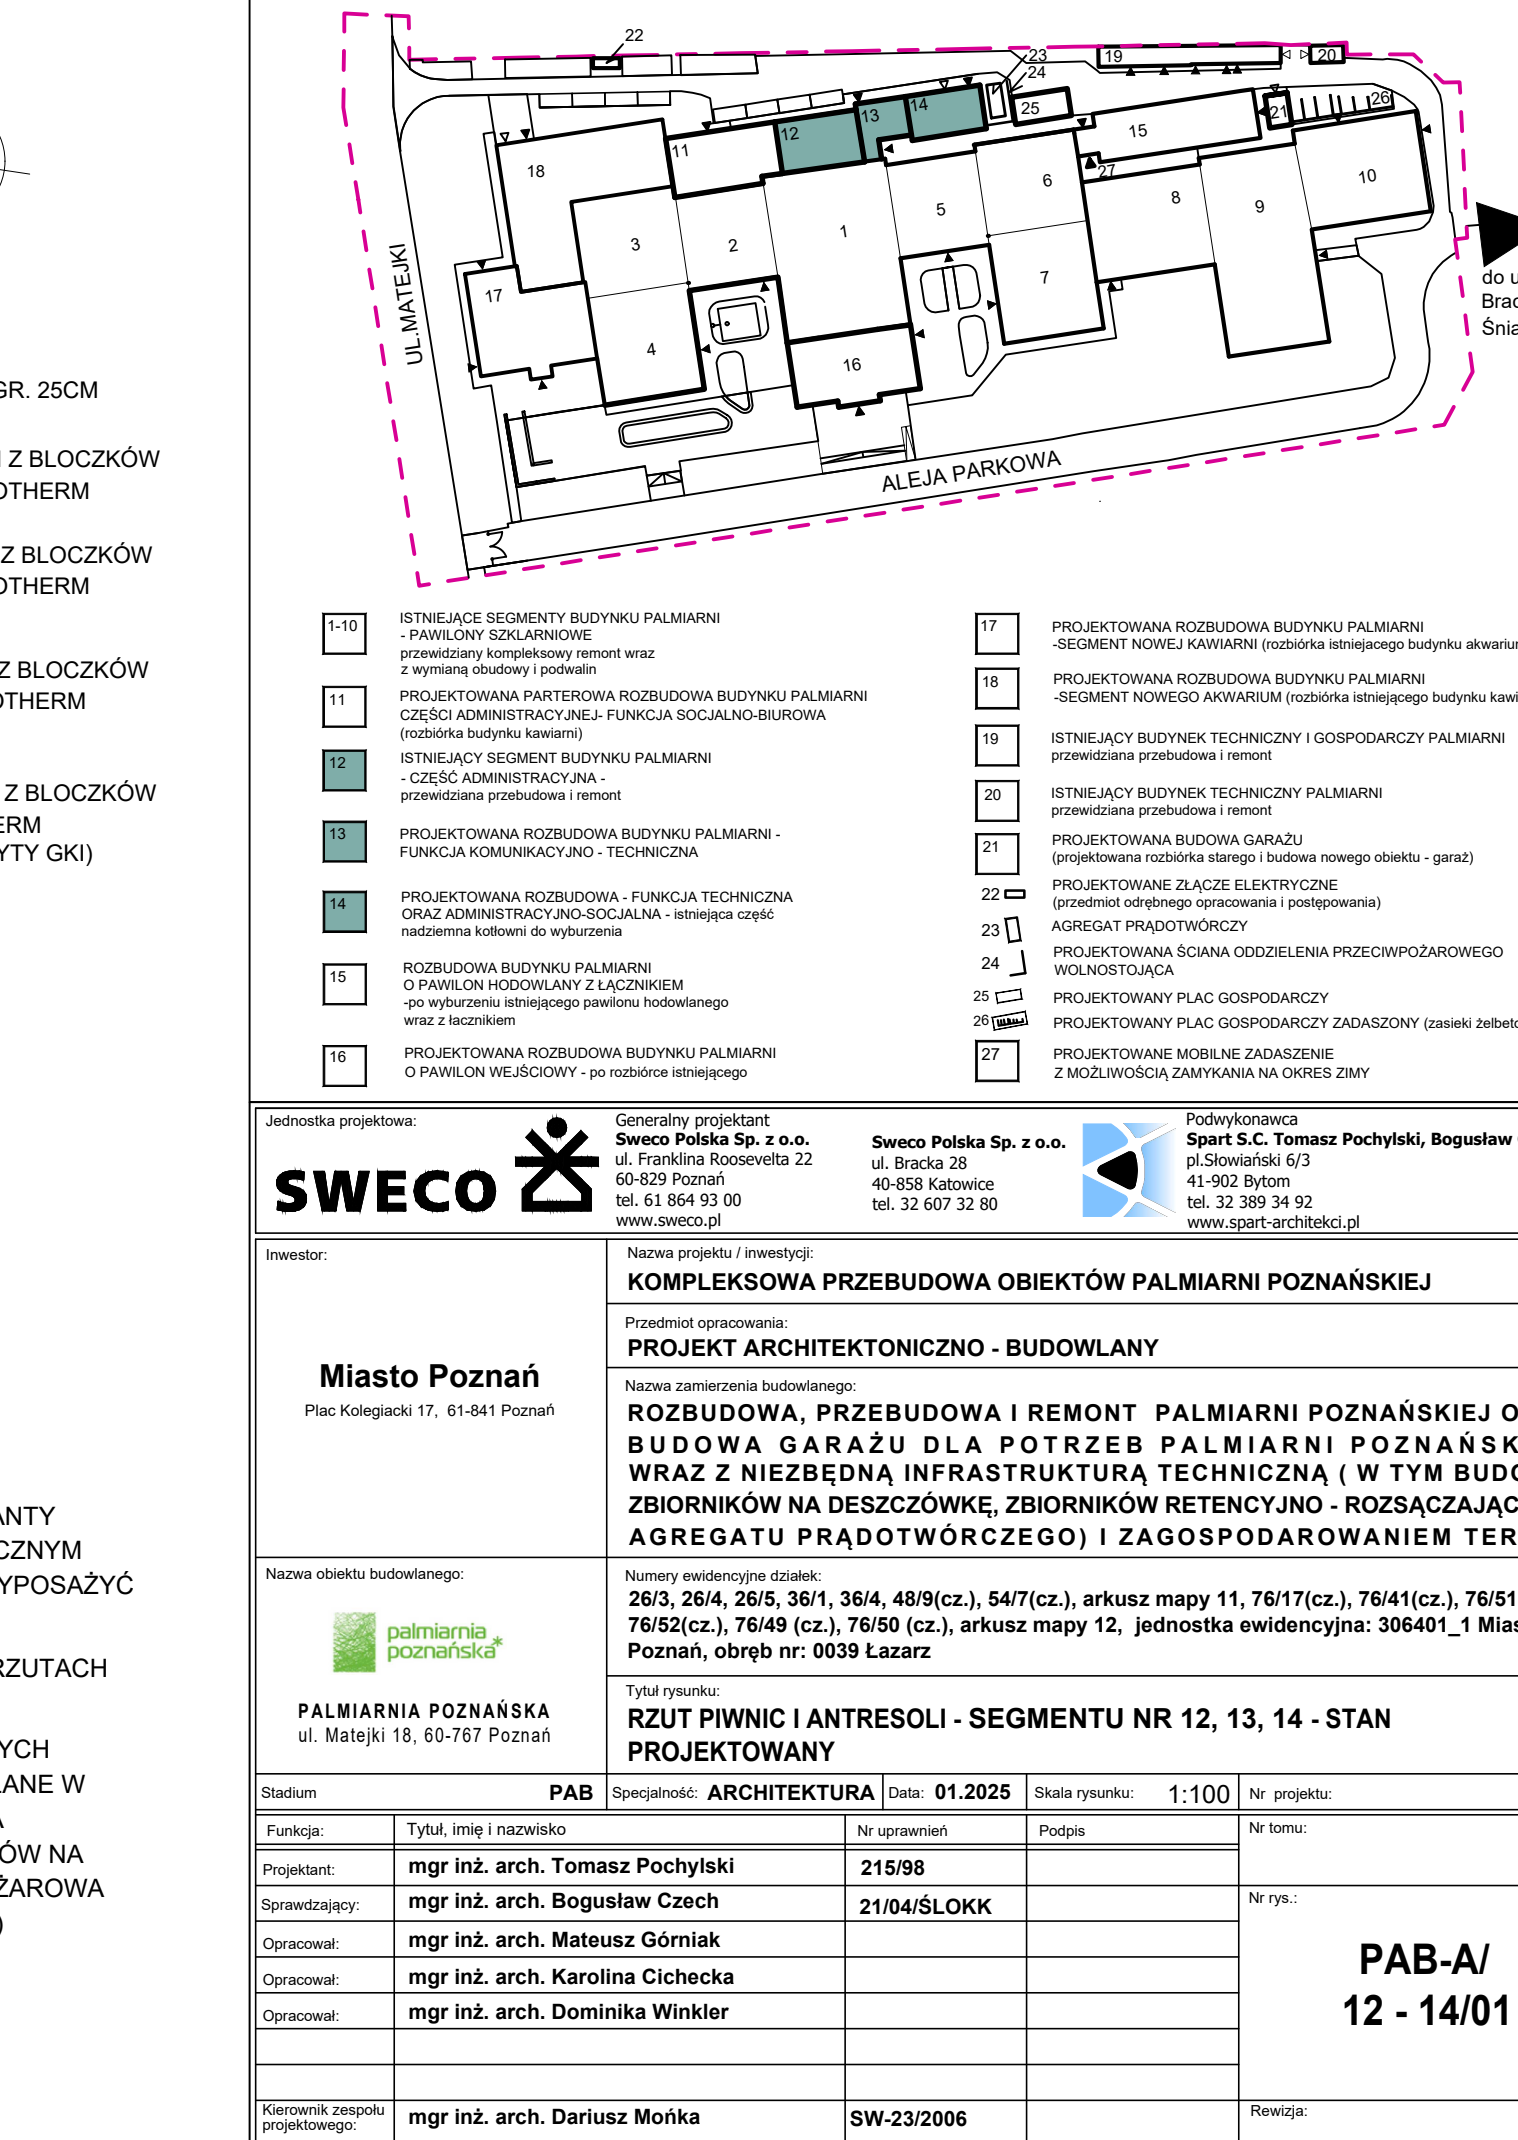 GR. 25CM
Z BLOCZKÓW
OTHERM
Z BLOCZKÓW
OTHERM
Z BLOCZKÓW
OTHERM
Z BLOCZKÓW
ERM
YTY GKI)
ANTY
CZNYM
YPOSAŻYĆ
RZUTACH
YCH
LANE W
A
ÓW NA
ŻAROWA
)
22
23
24
19
20
25
14
13
12
11
18
15
21
26
27
10
6
5
8
9
3
2
1
7
17
4
16
UL.MATEJKI
ALEJA PARKOWA
do u
Brac
Śnia
1-10
ISTNIEJĄCE SEGMENTY BUDYNKU PALMIARNI
- PAWILONY SZKLARNIOWE
przewidziany kompleksowy remont wraz
z wymianą obudowy i podwalin
11
PROJEKTOWANA PARTEROWA ROZBUDOWA BUDYNKU PALMIARNI
CZĘŚCI ADMINISTRACYJNEJ- FUNKCJA SOCJALNO-BIUROWA
(rozbiórka budynku kawiarni)
12
ISTNIEJĄCY SEGMENT BUDYNKU PALMIARNI
- CZĘŚĆ ADMINISTRACYJNA -
przewidziana przebudowa i remont
13
PROJEKTOWANA ROZBUDOWA BUDYNKU PALMIARNI -
FUNKCJA KOMUNIKACYJNO - TECHNICZNA
14
PROJEKTOWANA ROZBUDOWA - FUNKCJA TECHNICZNA
ORAZ ADMINISTRACYJNO-SOCJALNA - istniejąca część
nadziemna kotłowni do wyburzenia
15
ROZBUDOWA BUDYNKU PALMIARNI
O PAWILON HODOWLANY Z ŁĄCZNIKIEM
-po wyburzeniu istniejącego pawilonu hodowlanego
wraz z łacznikiem
16
PROJEKTOWANA ROZBUDOWA BUDYNKU PALMIARNI
O PAWILON WEJŚCIOWY - po rozbiórce istniejącego
17
PROJEKTOWANA ROZBUDOWA BUDYNKU PALMIARNI
-SEGMENT NOWEJ KAWIARNI (rozbiórka istniejacego budynku akwariu
18
PROJEKTOWANA ROZBUDOWA BUDYNKU PALMIARNI
-SEGMENT NOWEGO AKWARIUM (rozbiórka istniejącego budynku kawi
19
ISTNIEJĄCY BUDYNEK TECHNICZNY I GOSPODARCZY PALMIARNI
przewidziana przebudowa i remont
20
ISTNIEJĄCY BUDYNEK TECHNICZNY PALMIARNI
przewidziana przebudowa i remont
21
PROJEKTOWANA BUDOWA GARAŻU
(projektowana rozbiórka starego i budowa nowego obiektu - garaż)
22
PROJEKTOWANE ZŁĄCZE ELEKTRYCZNE
(przedmiot odrębnego opracowania i postępowania)
23 AGREGAT PRĄDOTWÓRCZY
24
PROJEKTOWANA ŚCIANA ODDZIELENIA PRZECIWPOŻAROWEGO
WOLNOSTOJĄCA
25 PROJEKTOWANY PLAC GOSPODARCZY
26 PROJEKTOWANY PLAC GOSPODARCZY ZADASZONY (zasieki żelbeto
27
PROJEKTOWANE MOBILNE ZADASZENIE
Z MOŻLIWOŚCIĄ ZAMYKANIA NA OKRES ZIMY
Jednostka projektowa:
SWECO
Generalny projektant
Sweco Polska Sp. z o.o.
ul. Franklina Roosevelta 22
60-829 Poznań
tel. 61 864 93 00
www.sweco.pl
Sweco Polska Sp. z o.o.
ul. Bracka 28
40-858 Katowice
tel. 32 607 32 80
Podwykonawca
Spart S.C. Tomasz Pochylski, Bogusław
pl.Słowiański 6/3
41-902 Bytom
tel. 32 389 34 92
www.spart-architekci.pl
Inwestor:
Miasto Poznań
Plac Kolegiacki 17, 61-841 Poznań
Nazwa projektu / inwestycji:
KOMPLEKSOWA PRZEBUDOWA OBIEKTÓW PALMIARNI POZNAŃSKIEJ
Przedmiot opracowania:
PROJEKT ARCHITEKTONICZNO - BUDOWLANY
Nazwa zamierzenia budowlanego:
ROZBUDOWA, PRZEBUDOWA I REMONT PALMIARNI POZNAŃSKIEJ O
BUDOWA GARAŻU DLA POTRZEB PALMIARNI POZNAŃSK
WRAZ Z NIEZBĘDNĄ INFRASTRUKTURĄ TECHNICZNĄ ( W TYM BUDO
ZBIORNIKÓW NA DESZCZÓWKĘ, ZBIORNIKÓW RETENCYJNO - ROZSĄCZAJĄC
AGREGATU PRĄDOTWÓRCZEGO) I ZAGOSPODAROWANIEM TER
Nazwa obiektu budowlanego:
palmiarnia
poznańska*
PALMIARNIA POZNAŃSKA
ul. Matejki 18, 60-767 Poznań
Numery ewidencyjne działek:
26/3, 26/4, 26/5, 36/1, 36/4, 48/9(cz.), 54/7(cz.), arkusz mapy 11, 76/17(cz.), 76/41(cz.), 76/51
76/52(cz.), 76/49 (cz.), 76/50 (cz.), arkusz mapy 12, jednostka ewidencyjna: 306401_1 Mias
Poznań, obręb nr: 0039 Łazarz
Tytuł rysunku:
RZUT PIWNIC I ANTRESOLI - SEGMENTU NR 12, 13, 14 - STAN
PROJEKTOWANY
Stadium PAB Specjalność: ARCHITEKTURA Data: 01.2025 Skala rysunku: 1:100 Nr projektu:
Funkcja: Tytuł, imię i nazwisko Nr uprawnień Podpis Nr tomu:
Projektant: mgr inż. arch. Tomasz Pochylski 215/98
Sprawdzający: mgr inż. arch. Bogusław Czech 21/04/ŚLOKK Nr rys.:
Opracował: mgr inż. arch. Mateusz Górniak
Opracował: mgr inż. arch. Karolina Cichecka
Opracował: mgr inż. arch. Dominika Winkler
PAB-A/
12 - 14/01
Kierownik zespołu
projektowego:
mgr inż. arch. Dariusz Mońka SW-23/2006 Rewizja: